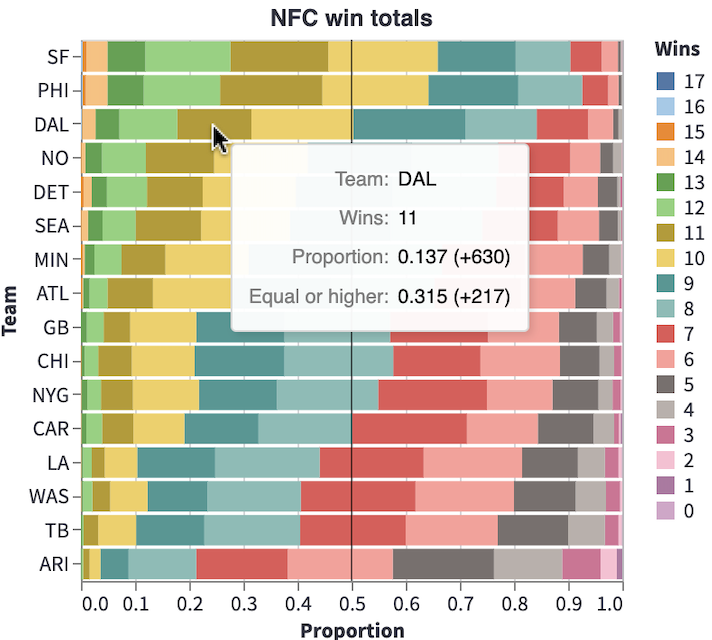 NFC win totals
Wins
SF
PHI
DAL
NO
DET
SEA
MIN
ATL
GB
CHI
NYG
CAR
LA
WAS
TB
ARI
Team
Team: DAL
Wins: 11
Proportion: 0.137 (+630)
Equal or higher: 0.315 (+217)
17
16
15
14
13
12
11
10
9
8
7
6
5
4
3
2
1
0
0.0 0.1 0.2 0.3 0.4 0.5 0.6 0.7 0.8 0.9 1.0
Proportion